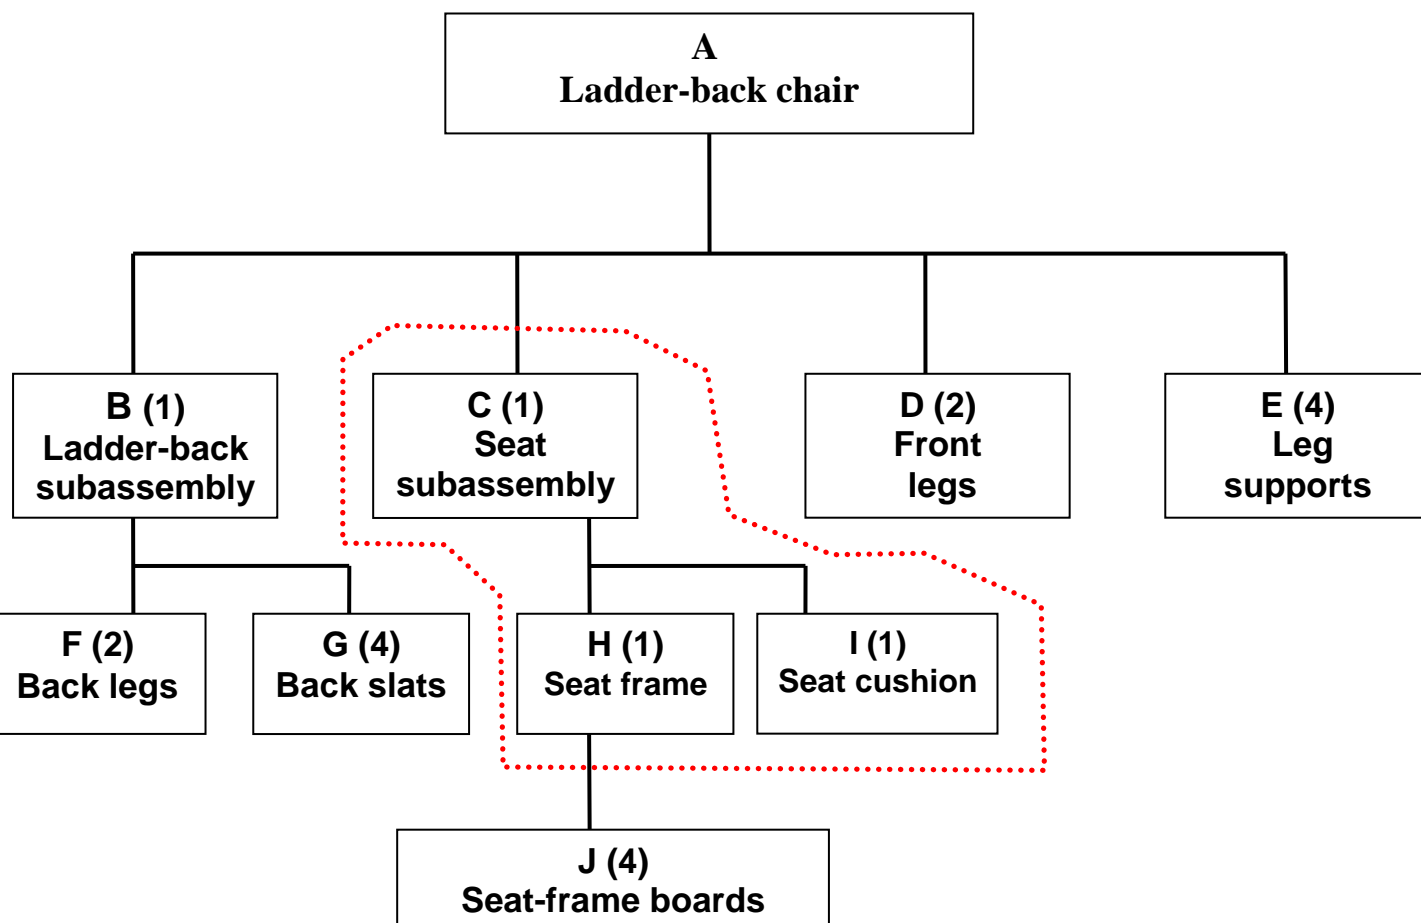 A
Ladder-back chair
B (1)
Ladder-back
subassembly
C (1)
Seat
subassembly
D (2)
Front
legs
E (4)
Leg
supports
F (2)
Back legs
G (4)
Back slats
H (1)
Seat frame
I (1)
Seat cushion
J (4)
Seat-frame boards